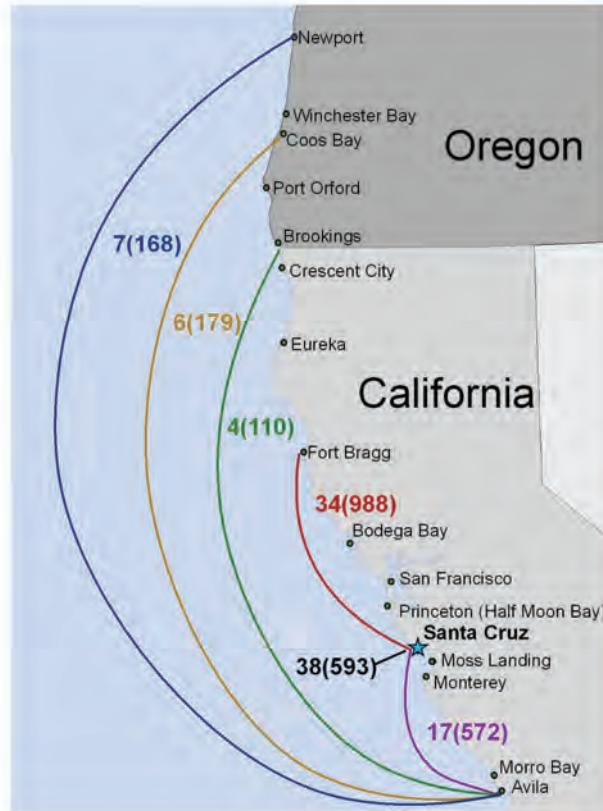 Newport
Winchester Bay
Coos Bay
Oregon
Port Orford
Brookings
7(168)
Crescent City
6(179)
Eureka
California
4(110)
Fort Bragg
34(988)
Bodega Bay
San Francisco
Princeton (Half Moon Bay)
Santa Cruz
38(593)
Moss Landing
Monterey
17(572)
Morro Bay
Avila